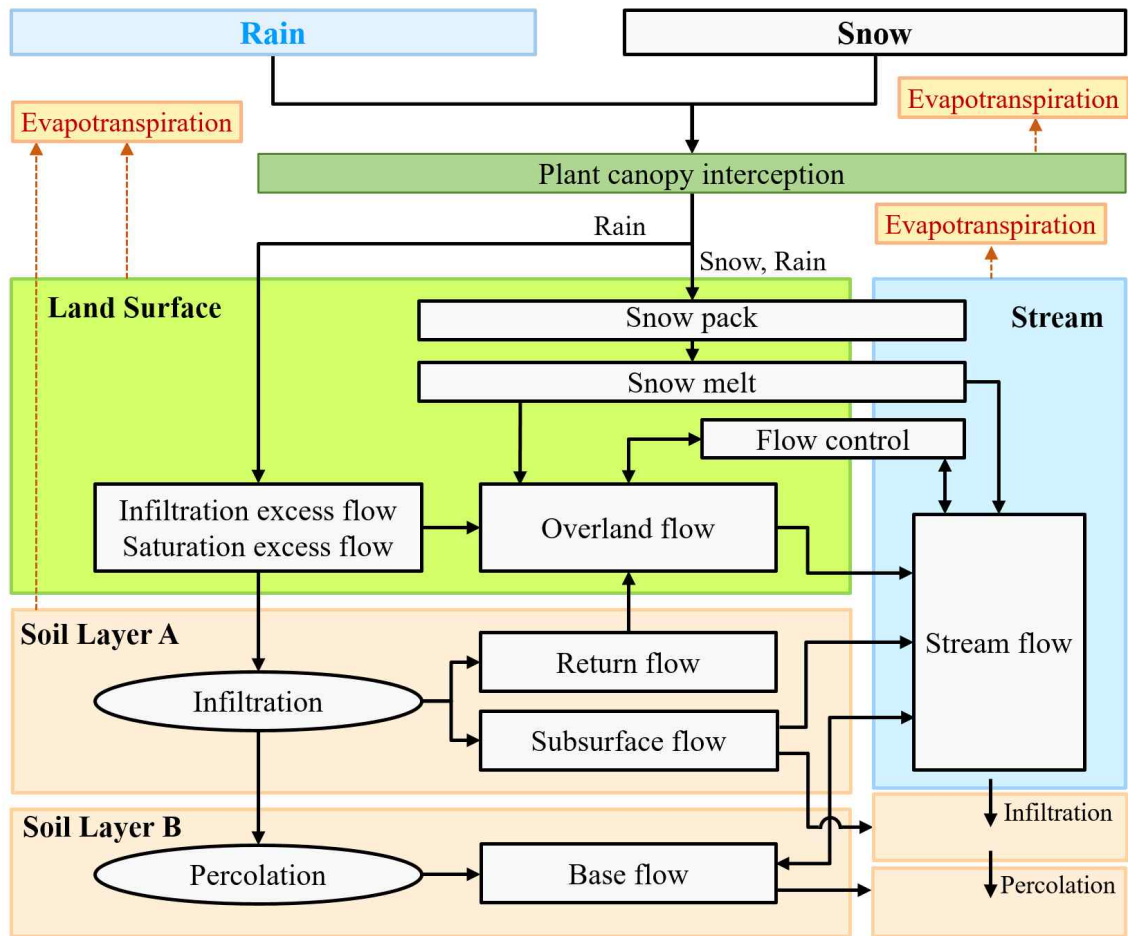 Rain
Snow
Evapotranspiration
Evapotranspiration
Plant canopy interception
Rain
Evapotranspiration
Snow, Rain
Land Surface
Snow pack
Stream
Snow melt
Flow control
Infiltration excess flow
Saturation excess flow
Overland flow
Soil Layer A
Return flow
Stream flow
Infiltration
Subsurface flow
Soil Layer B
Infiltration
Percolation
Base flow
Percolation